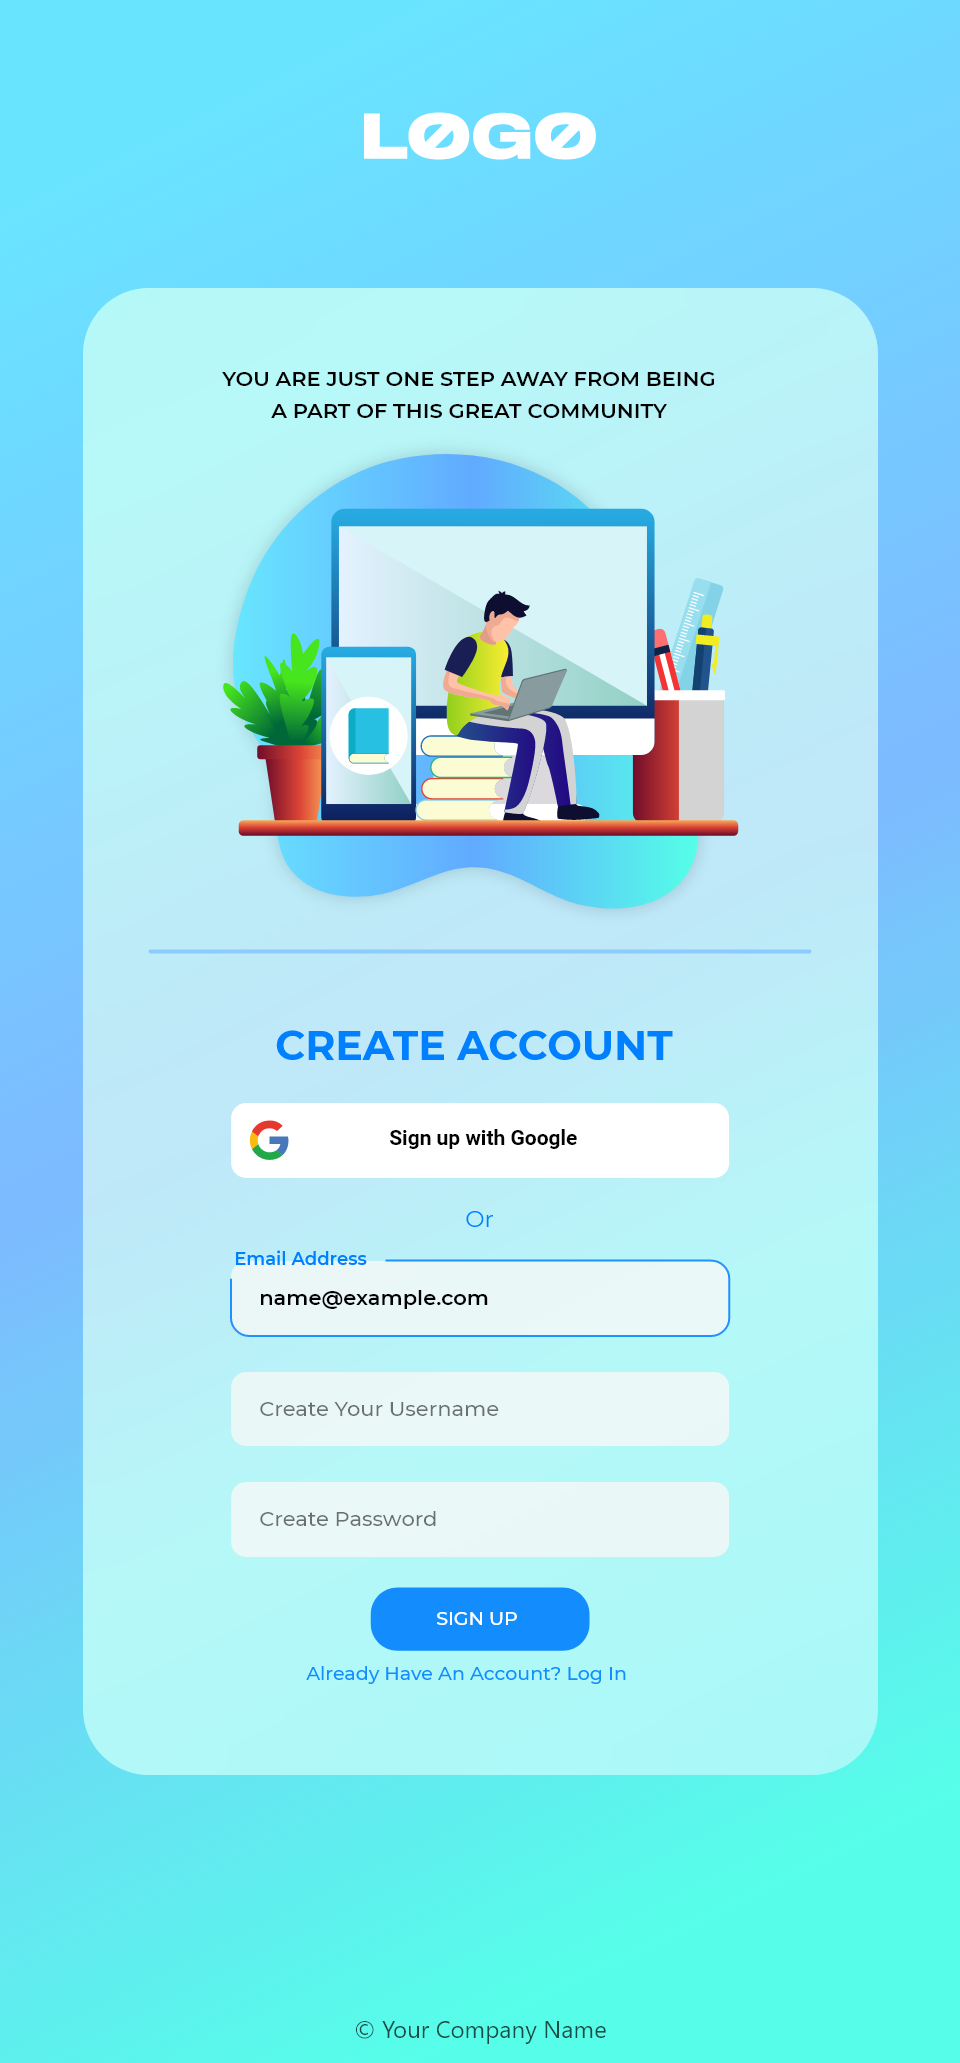 LØGØ
YOU ARE JUST ONE STEP AWAY FROM BEING
A PART OF THIS GREAT COMMUNITY
CREATE ACCOUNT
Sign up with Google
Or
Email Address
name@example.com
Create Your Username
Create Password
SIGN UP
Already Have An Account? Log In
© Your Company Name